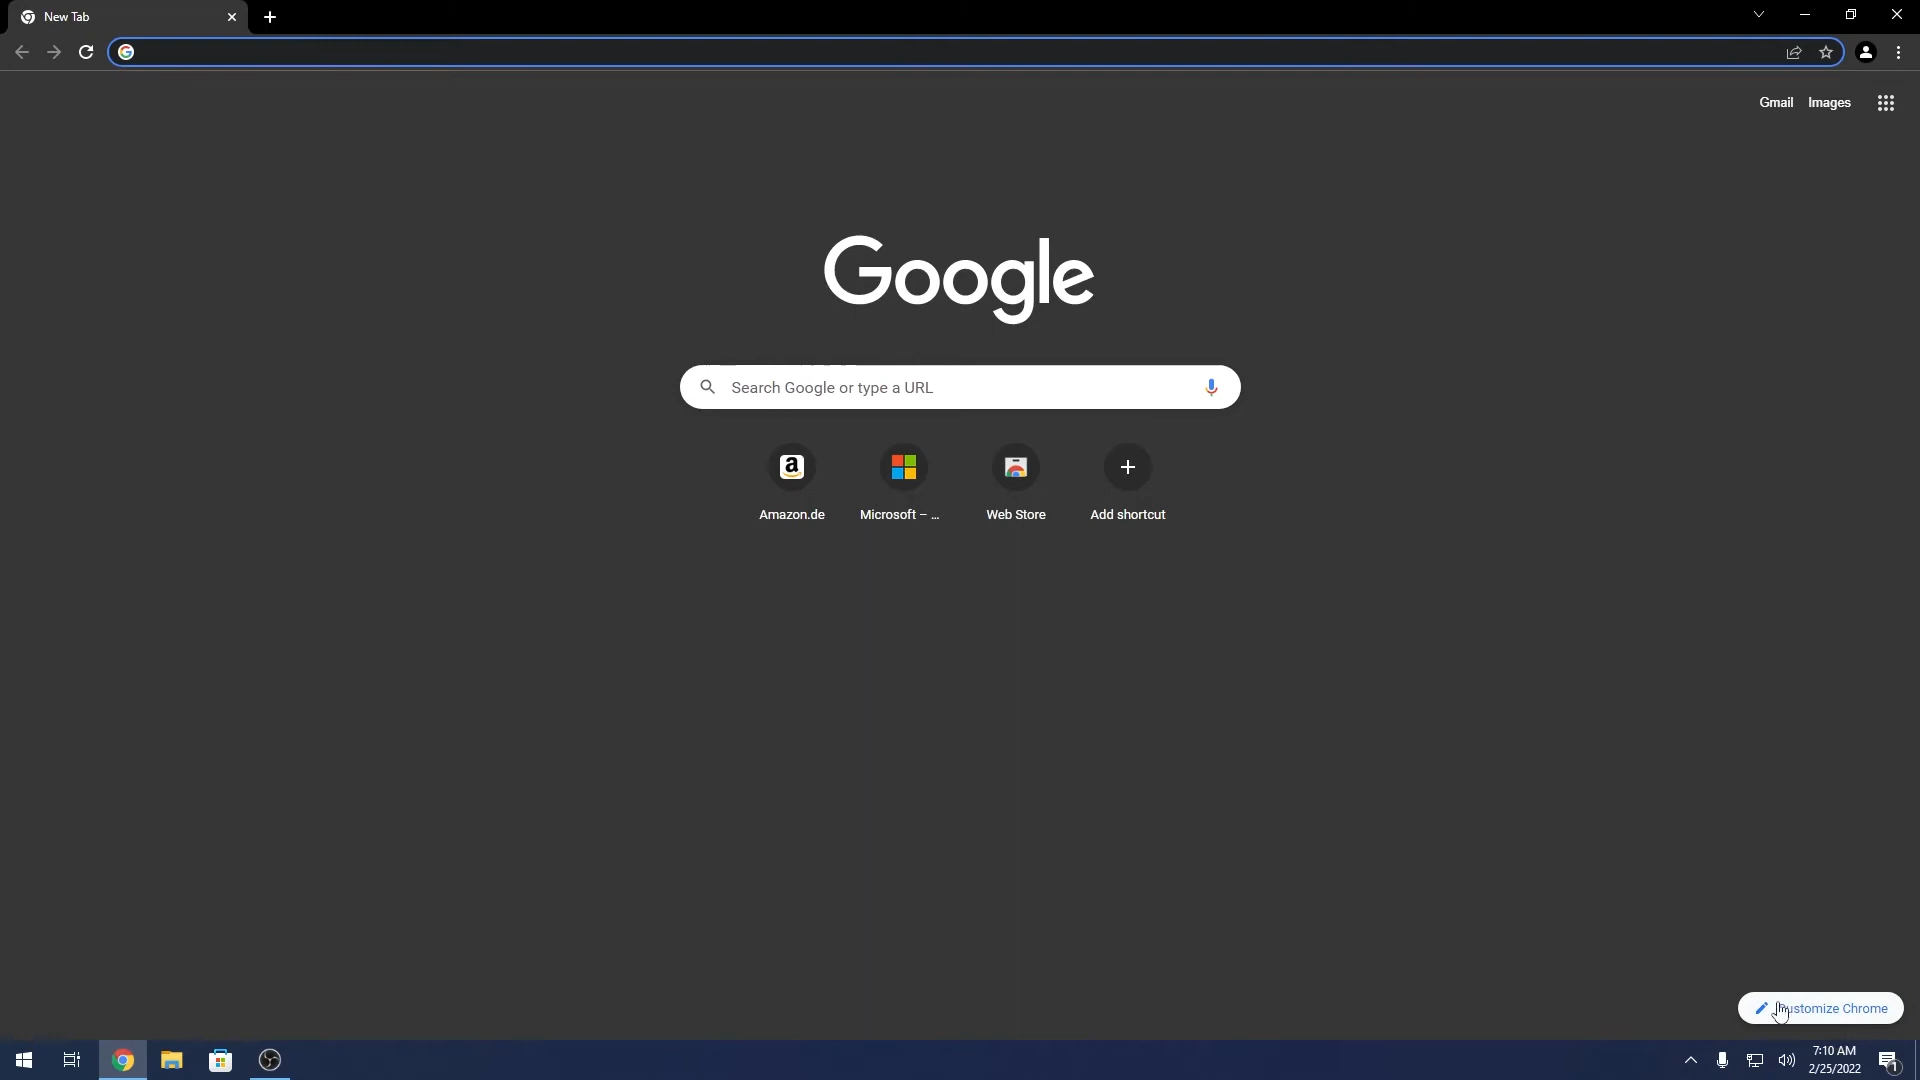 New Tab
Gmail Images
Google
Search Google or type a URL
a
Amazon.de Microsoft – ... Web Store Add shortcut
Chrome
7:10 AM
2/25/2022
1